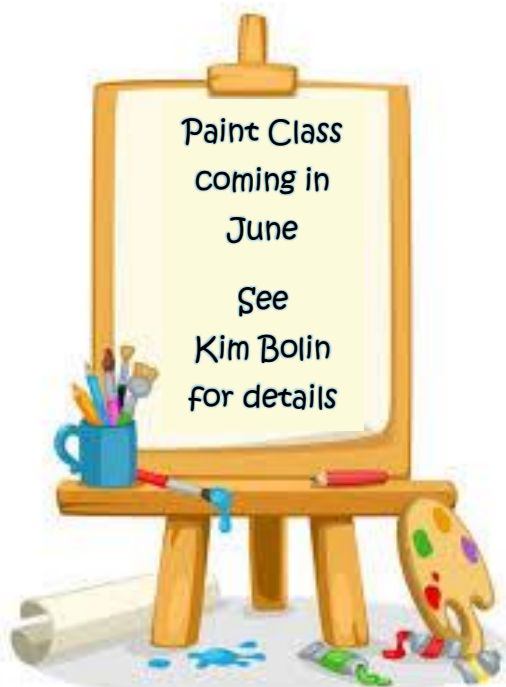 Paint Class
coming in
June
See
Kim Bolin
for details